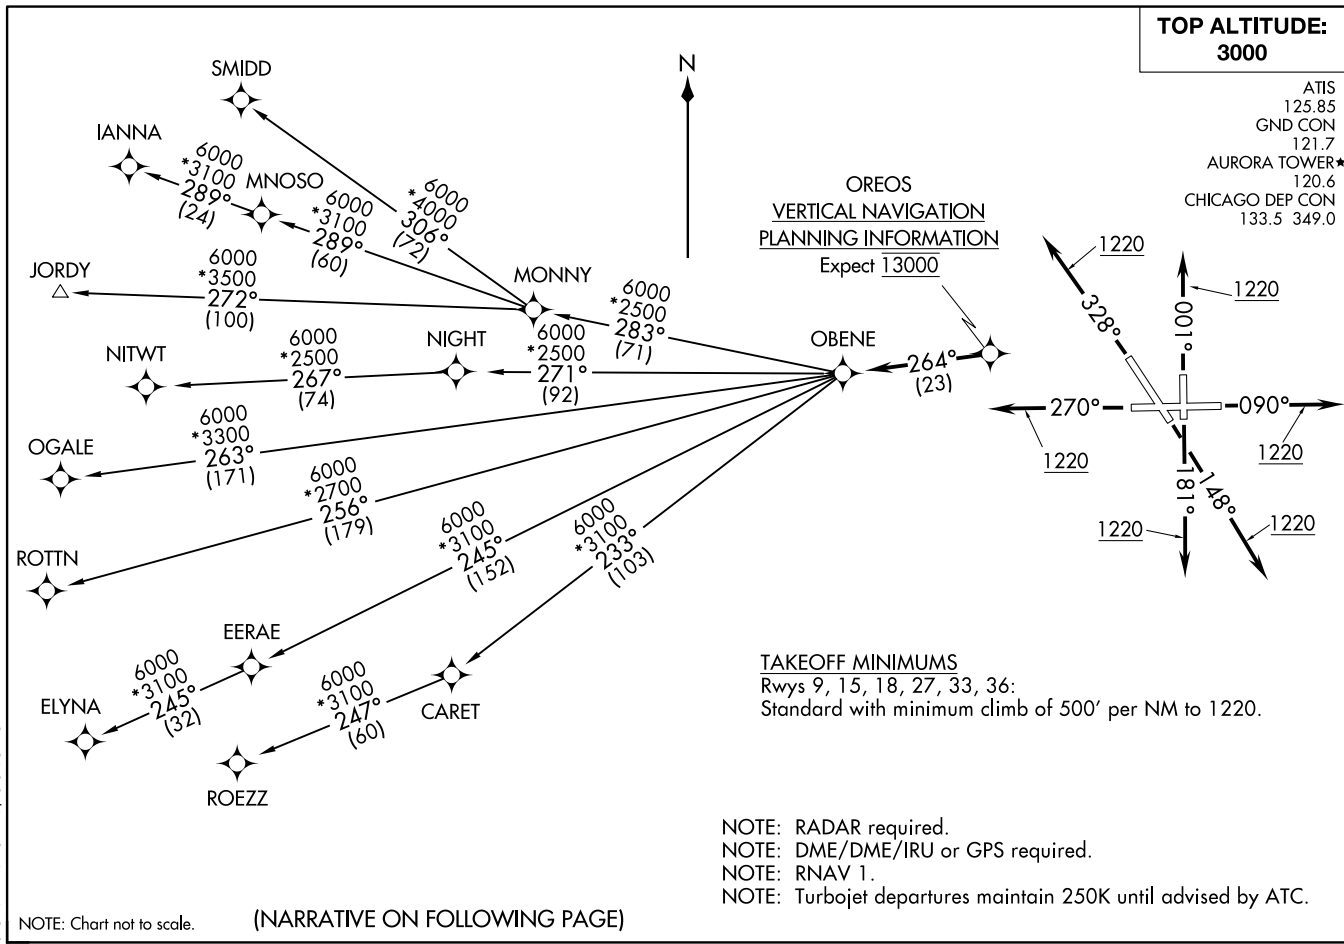 TOP ALTITUDE:
3000
ATIS
125.85
GND CON
121.7
AURORA TOWER★
120.6
CHICAGO DEP CON
133.5 349.0
N
SMIDD
IANNA
6000
*3100
289°
(24)
MNOSO
6000
*3100
289°
(60)
6000
*4000
306°
(72)
OREOS
VERTICAL NAVIGATION
PLANNING INFORMATION
Expect 13000
JORDY
6000
*3500
272°
(100)
MONNY
6000
*2500
283°
(71)
NITWT
6000
*2500
267°
(74)
NIGHT
6000
*2500
271°
(92)
OBENE
264°
(23)
OGALE
6000
*3300
263°
(171)
ROTTN
6000
*2700
256°
(179)
6000
*3100
245°
(152)
6000
*3100
233°
(103)
EERAE
ELYNA
6000
*3100
245°
(32)
6000
*3100
247°
(60)
CARET
ROEZZ
1220
328°
1220
001°
270°
1220
090°
1220
181°
1220
148°
1220
TAKEOFF MINIMUMS
Rwys 9, 15, 18, 27, 33, 36:
Standard with minimum climb of 500' per NM to 1220.
NOTE: RADAR required.
NOTE: DME/DME/IRU or GPS required.
NOTE: RNAV 1.
NOTE: Turbojet departures maintain 250K until advised by ATC.
NOTE: Chart not to scale.
(NARRATIVE ON FOLLOWING PAGE)